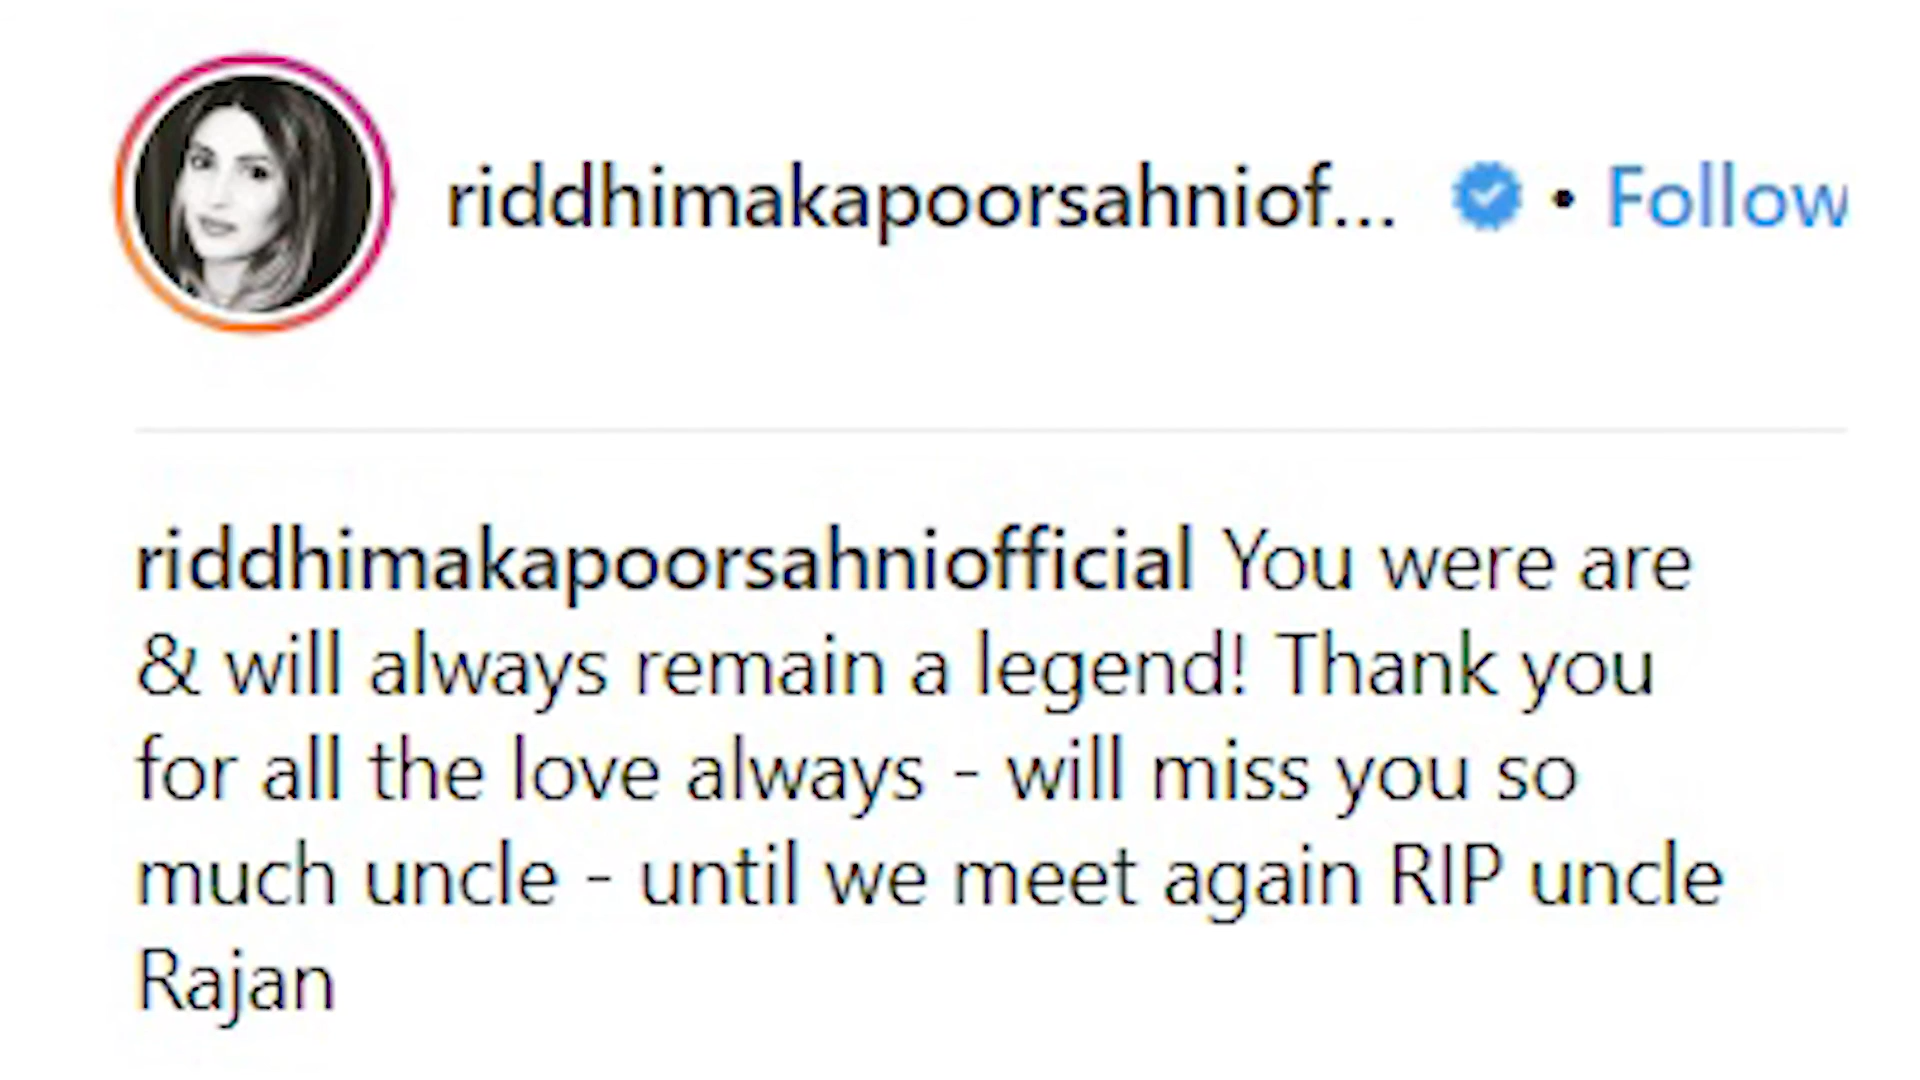 riddhimakapoorsahniof... • Follow
riddhimakapoorsahniofficial You were are
& will always remain a legend! Thank you
for all the love always - will miss you so
much uncle - until we meet again RIP uncle
Rajan